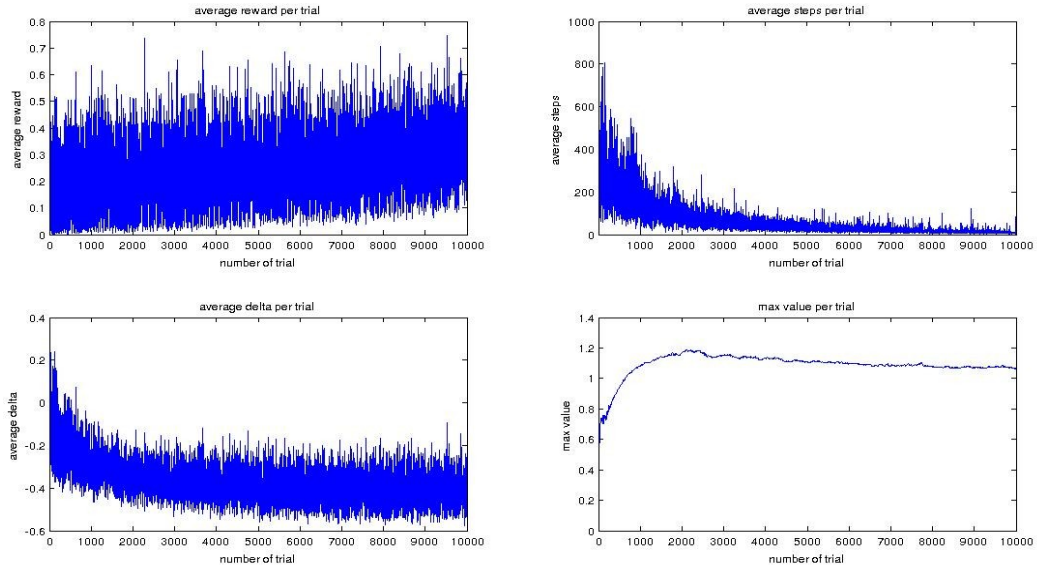 average reward per trial
0.8
0.7
0.6
0.5
0.4
0.3
0.2
0.1
0
average reward
0 1000 2000 3000 4000 5000 6000 7000 8000 9000 10000
number of trial
average steps per trial
1000
800
600
400
200
0
average steps
1000 2000 3000 4000 5000 6000 7000 8000 9000 10000
number of trial
average delta per trial
0.4
0.2
0
-0.2
-0.4
-0.6
average delta
0 1000 2000 3000 4000 5000 6000 7000 8000 9000 10000
number of trial
max value per trial
1.4
1.2
1
0.8
0.6
0.4
0.2
0
max value
0 1000 2000 3000 4000 5000 6000 7000 8000 9000 10000
number of trial